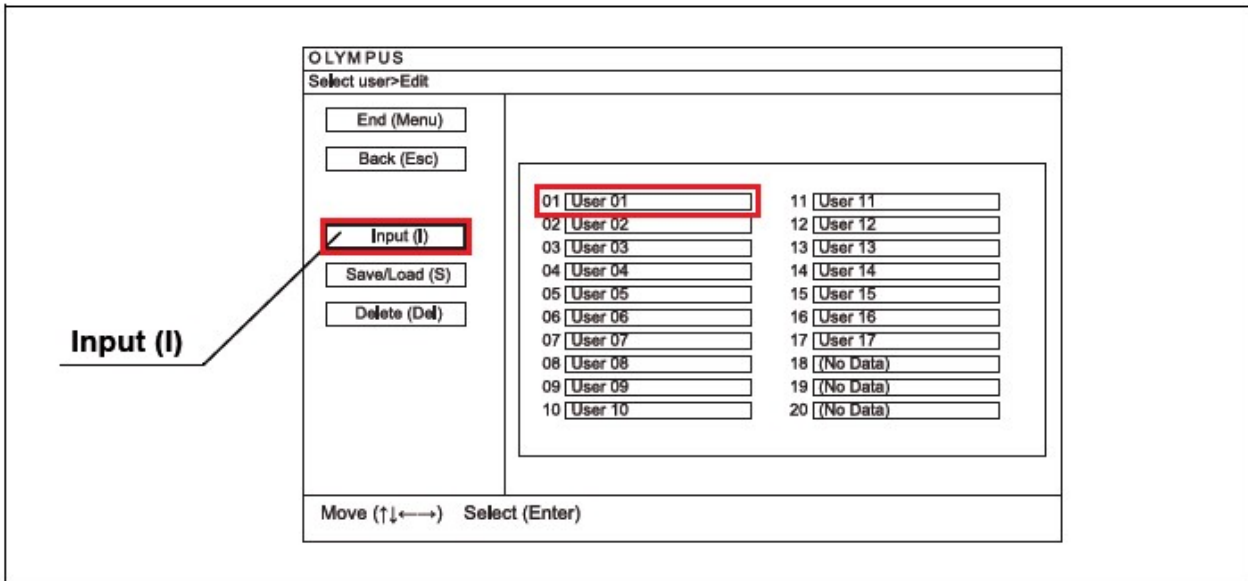 OLYMPUS
Select user>Edit
End (Menu)
Back (Esc)
Input (I)
Save/Load (S)
Delete (Del)
Input (I)
01 User 01
02 User 02
03 User 03
04 User 04
05 User 05
06 User 06
07 User 07
08 User 08
09 User 09
10 User 10
11 User 11
12 User 12
13 User 13
14 User 14
15 User 15
16 User 16
17 User 17
18 (No Data)
19 (No Data)
20 (No Data)
Move (↑↓←→) Select (Enter)